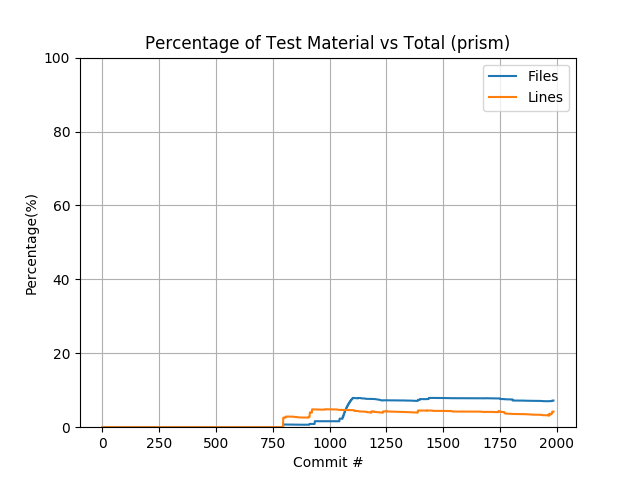 Percentage of Test Material vs Total (prism)
Files
Lines
100
80
60
40
20
0
Percentage(%)
0 250 500 750 1000 1250 1500 1750 2000
Commit #